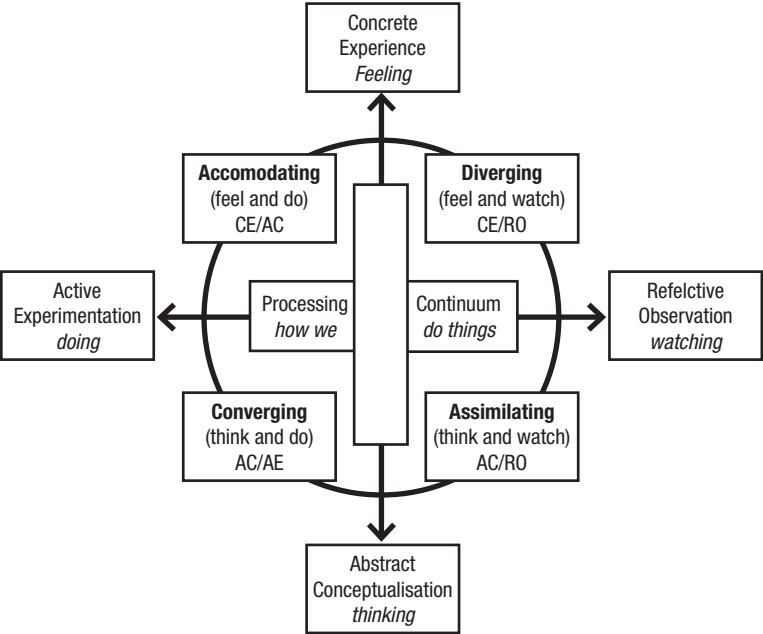 Concrete
Experience
Feeling
Accomodating
(feel and do)
CE/AC
Diverging
(feel and watch)
CE/RO
Active
Experimentation
doing
Processing
how we
Continuum
do things
Refelctive
Observation
watching
Converging
(think and do)
AC/AE
Assimilating
(think and watch)
AC/RO
Abstract
Conceptualisation
thinking